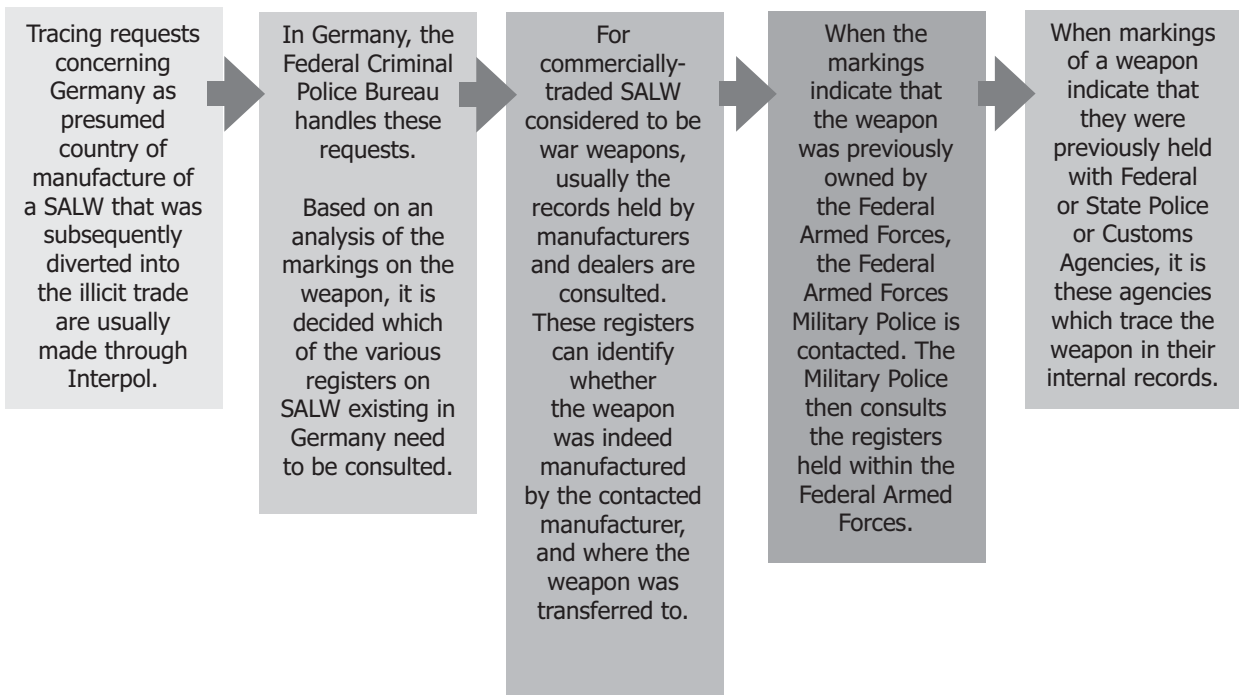 Tracing requests
concerning
Germany as
presumed
country of
manufacture of
a SALW that was
subsequently
diverted into
the illicit trade
are usually
made through
Interpol.
In Germany, the
Federal Criminal
Police Bureau
handles these
requests.
Based on an
analysis of the
markings on the
weapon, it is
decided which
of the various
registers on
SALW existing in
Germany need
to be consulted.
For
commercially-
traded SALW
considered to be
war weapons,
usually the
records held by
manufacturers
and dealers are
consulted.
These registers
can identify
whether
the weapon
was indeed
manufactured
by the contacted
manufacturer,
and where the
weapon was
transferred to.
When the
markings
indicate that
the weapon
was previously
owned by
the Federal
Armed Forces,
the Federal
Armed Forces
Military Police is
contacted. The
Military Police
then consults
the registers
held within the
Federal Armed
Forces.
When markings
of a weapon
indicate that
they were
previously held
with Federal
or State Police
or Customs
Agencies, it is
these agencies
which trace the
weapon in their
internal records.